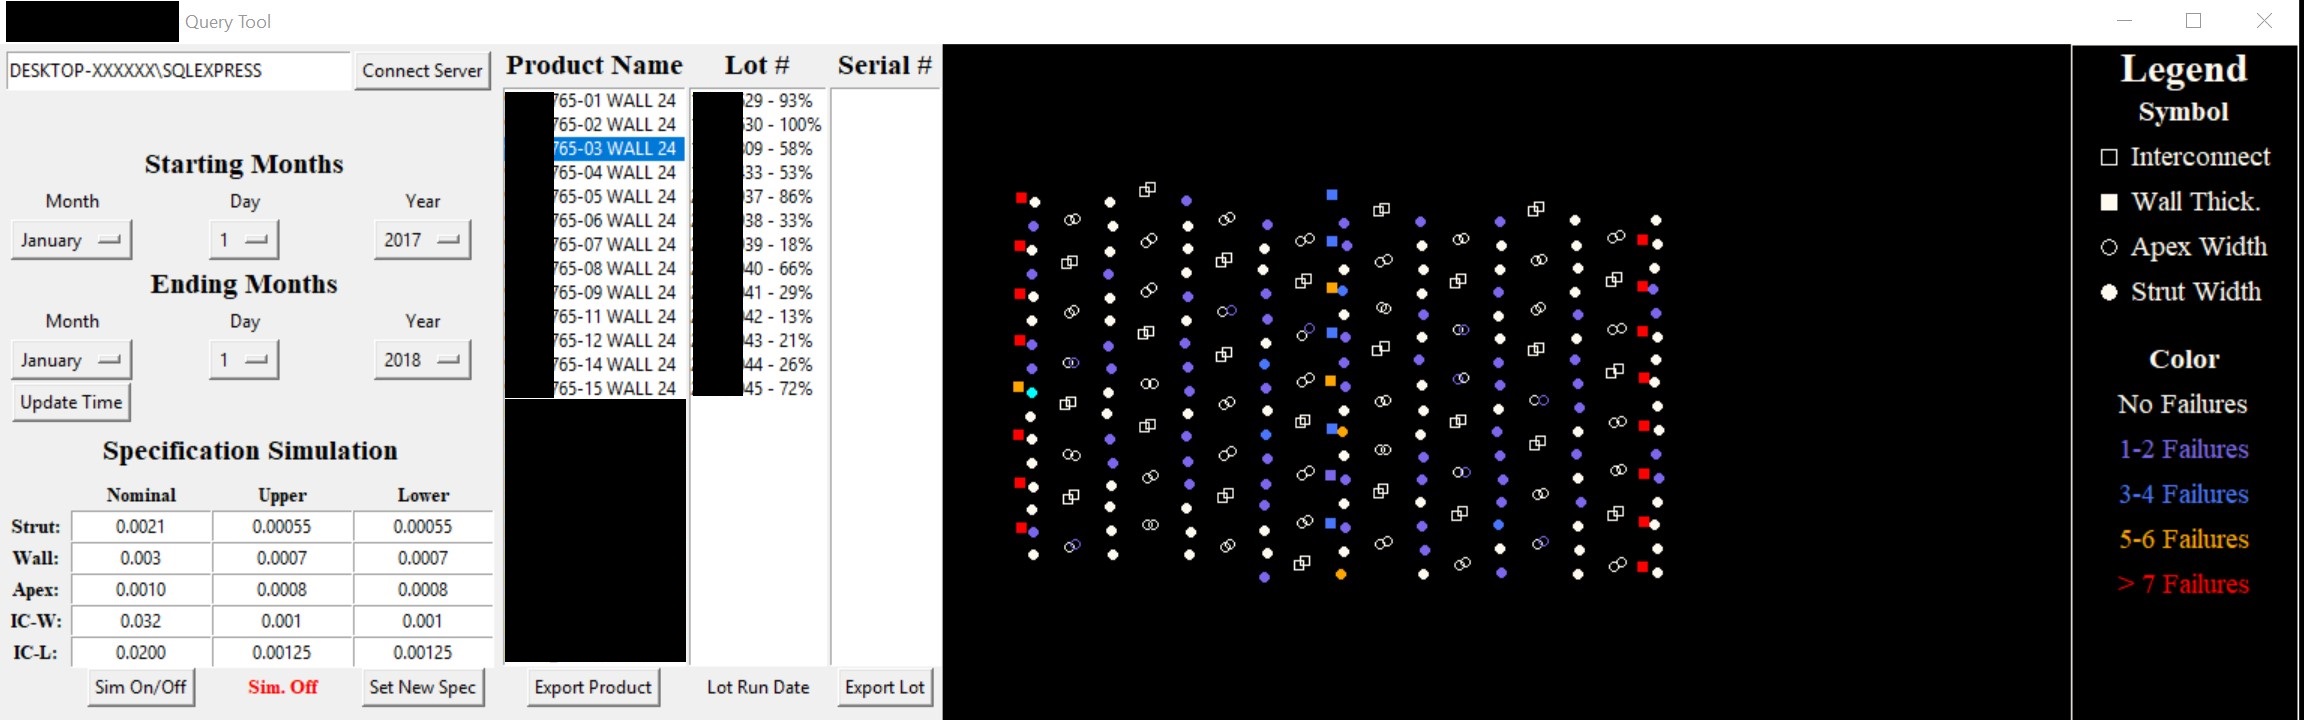 Query Tool
DESKTOP-XXXXXX\SQLEXPRESS
Connect Server
Starting Months
Month Day Year
January 1 2017
Ending Months
Month Day Year
January 1 2018
Update Time
Specification Simulation
Nominal Upper Lower
Strut: 0.0021 0.00055 0.00055
Wall: 0.003 0.0007 0.0007
Apex: 0.0010 0.0008 0.0008
IC-W: 0.032 0.001 0.001
IC-L: 0.0200 0.00125 0.00125
Sim On/Off Sim. Off Set New Spec
Product Name Lot # Serial #
765-01 WALL 24 29 - 93%
765-02 WALL 24 30 - 100%
765-03 WALL 24 09 - 58%
765-04 WALL 24 33 - 53%
765-05 WALL 24 37 - 86%
765-06 WALL 24 38 - 33%
765-07 WALL 24 39 - 18%
765-08 WALL 24 40 - 66%
765-09 WALL 24 41 - 29%
765-11 WALL 24 42 - 13%
765-12 WALL 24 43 - 21%
765-14 WALL 24 44 - 26%
765-15 WALL 24 45 - 72%
Export Product Lot Run Date Export Lot
Legend
Symbol
Interconnect
Wall Thick.
Apex Width
Strut Width
Color
No Failures
1-2 Failures
3-4 Failures
5-6 Failures
> 7 Failures